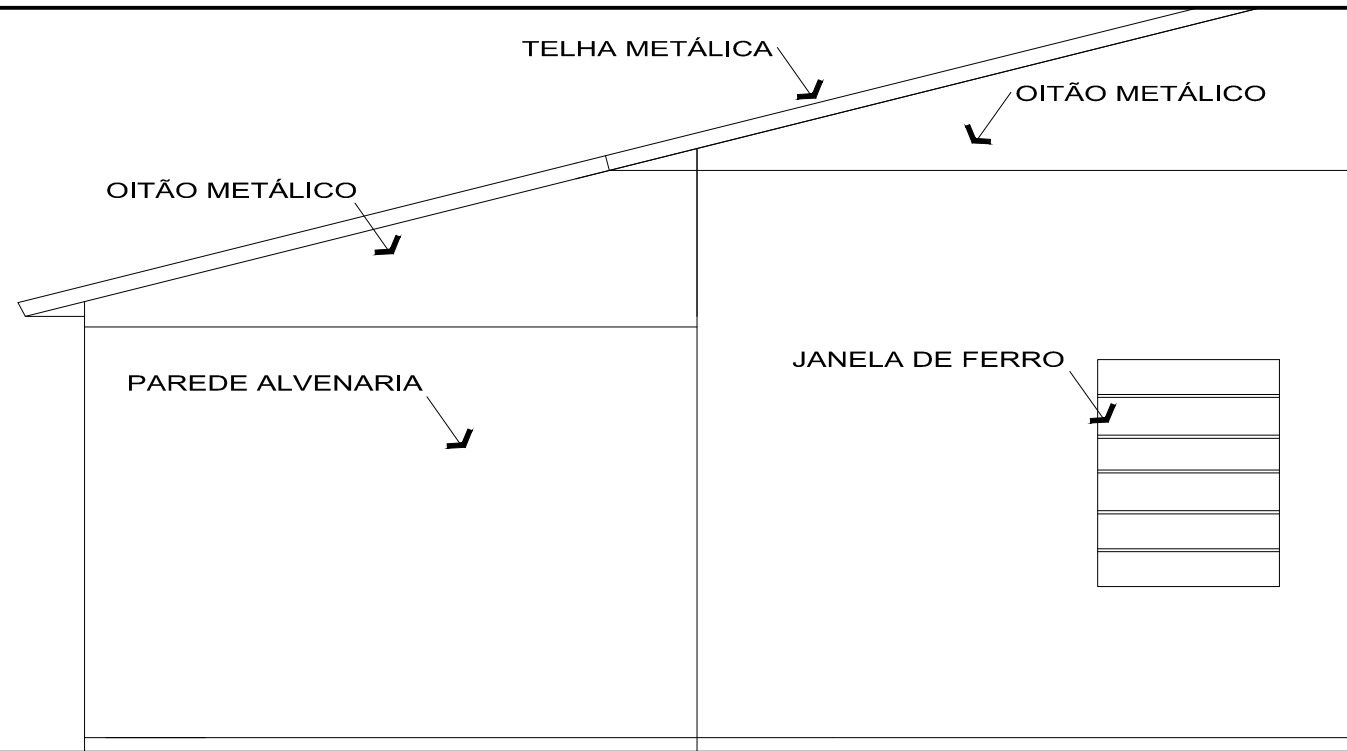 TELHA METÁLICA
OITÃO METÁLICO
OITÃO METÁLICO
JANELA DE FERRO
PAREDE ALVENARIA